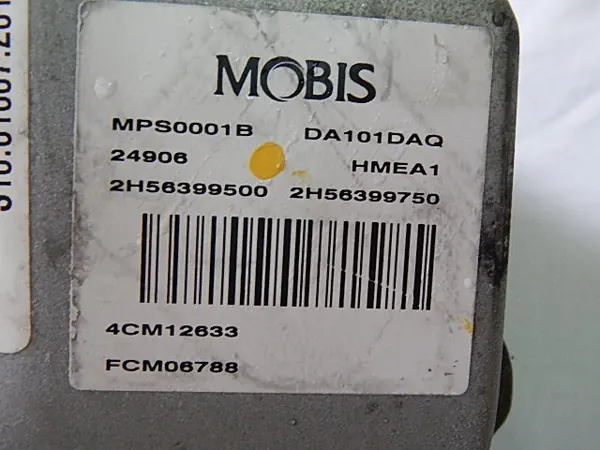 MOBIS
MPS0001B DA101DAQ
24906 HMEA1
2H56399500 2H56399750
4CM12633
FCM06788